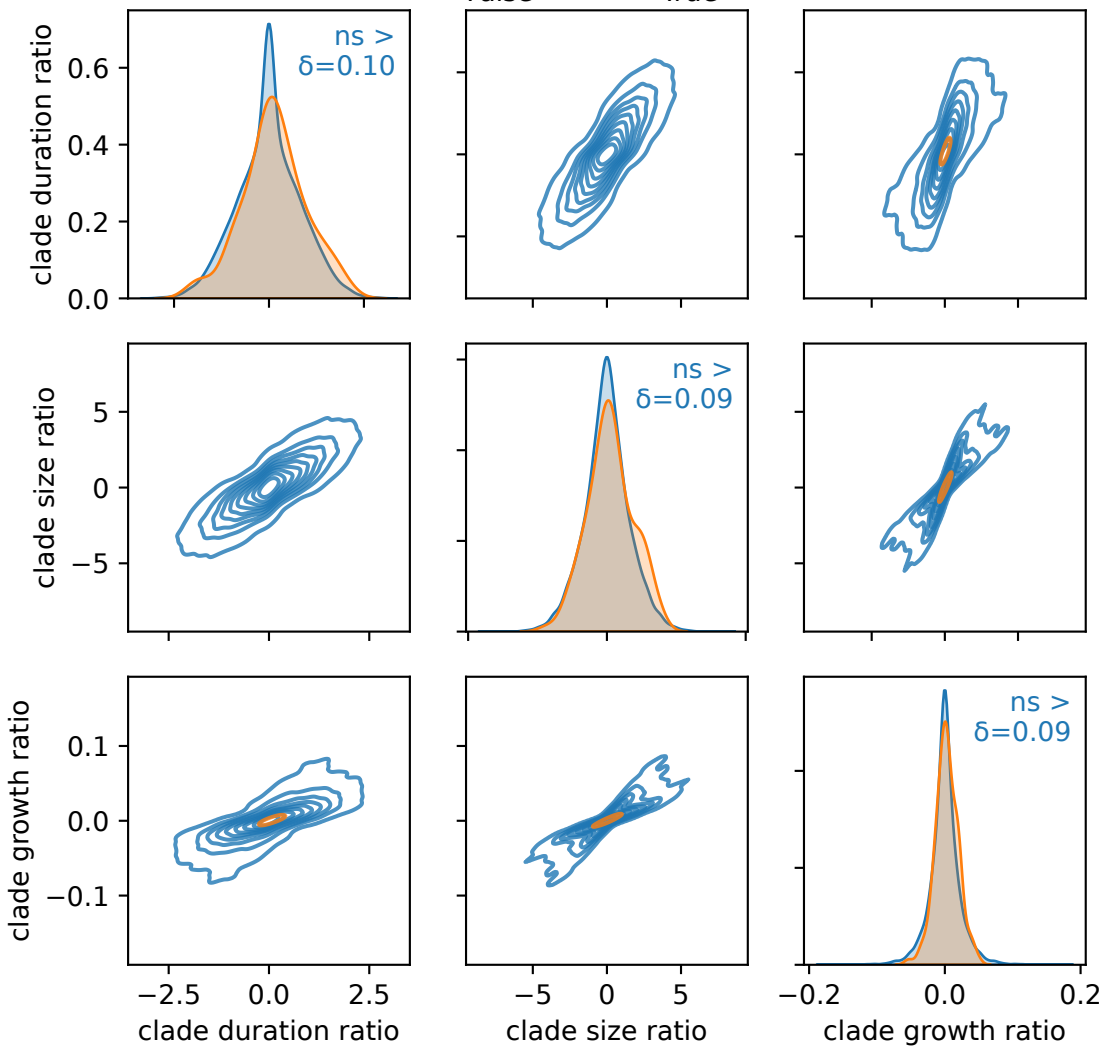 clade duration ratio
0.6
0.4
0.2
0.0
ns >
δ=0.10
clade size ratio
5
0
−5
ns >
δ=0.09
−5
0
5
clade growth ratio
0.1
0.0
−0.1
ns >
δ=0.09
−2.5
0.0
2.5
−5
0
5
−0.2
0.0
0.2
clade duration ratio
clade size ratio
clade growth ratio